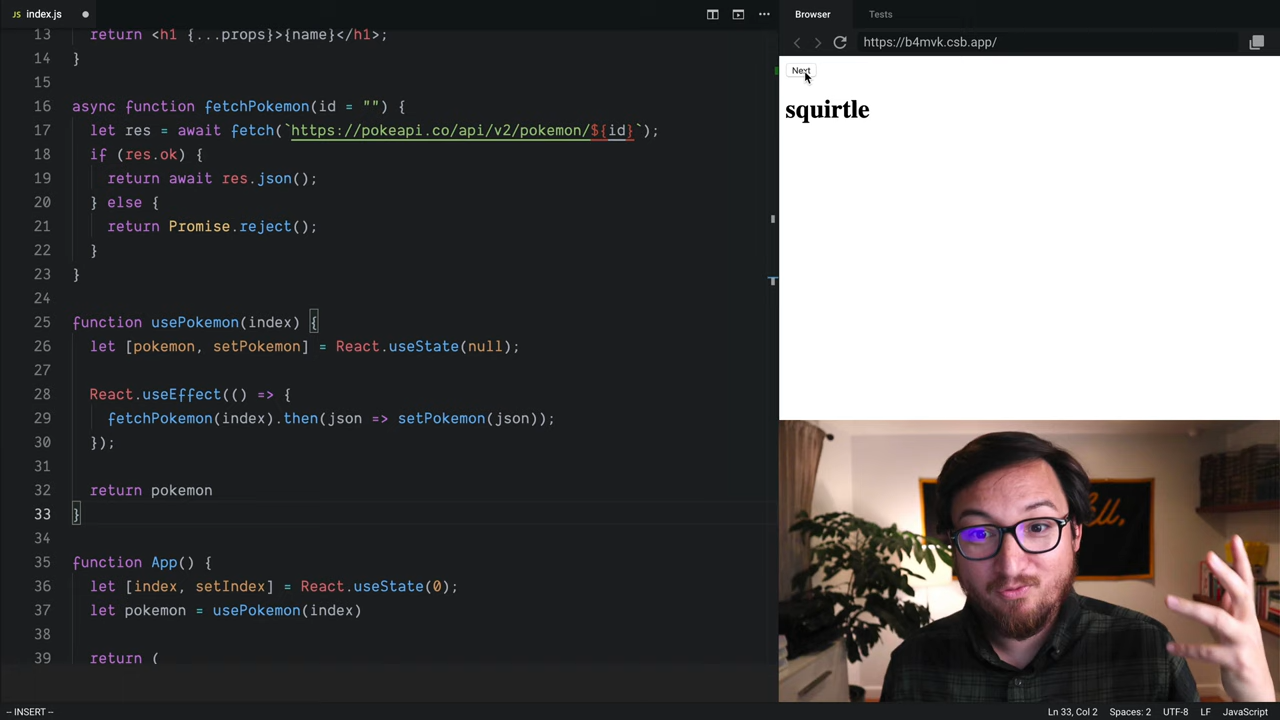 JS index.js
Browser Tests
https://b4mvk.csb.app/
13 return <h1 {...props}>{name}</h1>;
14 }
15
16 async function fetchPokemon(id = "") {
17 let res = await fetch(`https://pokeapi.co/api/v2/pokemon/${id}`);
18 if (res.ok) {
19 return await res.json();
20 } else {
21 return Promise.reject();
22 }
23 }
24
25 function usePokemon(index) {
26 let [pokemon, setPokemon] = React.useState(null);
27
28 React.useEffect(() => {
29 fetchPokemon(index).then(json => setPokemon(json));
30 });
31
32 return pokemon
33 }
34
35 function App() {
36 let [index, setIndex] = React.useState(0);
37 let pokemon = usePokemon(index)
38
39 return (
Next
squirtle
-- INSERT --
Ln 33, Col 2 Spaces: 2 UTF-8 LF JavaScript